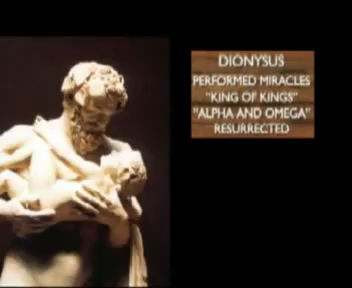 DIONYSUS
PERFORMED MIRACLES
"KING OF KINGS"
"ALPHA AND OMEGA"
RESURRECTED